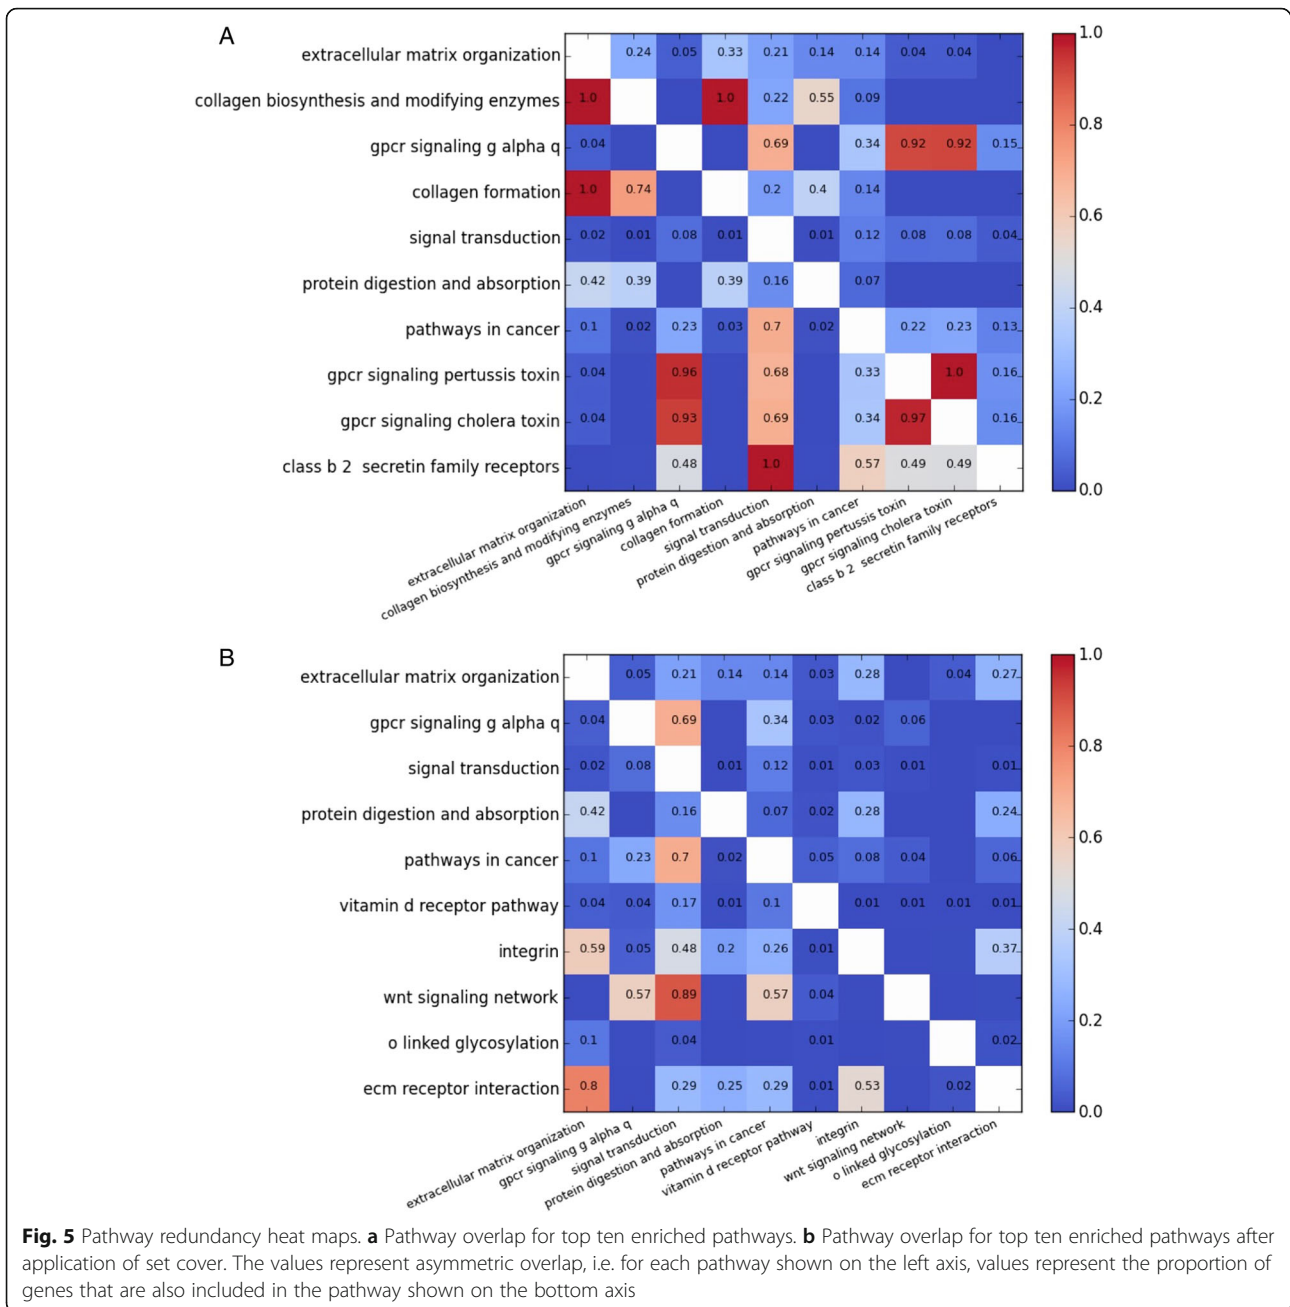 A
extracellular matrix organization 0.24 0.05 0.33 0.21 0.14 0.14 0.04 0.04
collagen biosynthesis and modifying enzymes 1.0 1.0 0.22 0.55 0.09
gpcr signaling g alpha q 0.04 0.69 0.34 0.92 0.92 0.15
collagen formation 1.0 0.74 0.2 0.4 0.14
signal transduction 0.02 0.01 0.08 0.01 0.01 0.12 0.08 0.08 0.04
protein digestion and absorption 0.42 0.39 0.39 0.16 0.07
pathways in cancer 0.1 0.02 0.23 0.03 0.7 0.02 0.22 0.23 0.13
gpcr signaling pertussis toxin 0.04 0.96 0.68 0.33 1.0 0.16
gpcr signaling cholera toxin 0.04 0.93 0.69 0.34 0.97 0.16
class b 2 secretin family receptors 0.48 1.0 0.57 0.49 0.49
extracellular matrix organization
collagen biosynthesis and modifying enzymes
gpcr signaling g alpha q
collagen formation
signal transduction
protein digestion and absorption
pathways in cancer
gpcr signaling pertussis toxin
gpcr signaling cholera toxin
class b 2 secretin family receptors
1.0
0.8
0.6
0.4
0.2
0.0
B
extracellular matrix organization 0.05 0.21 0.14 0.14 0.03 0.28 0.04 0.27
gpcr signaling g alpha q 0.04 0.69 0.34 0.03 0.02 0.06
signal transduction 0.02 0.08 0.01 0.12 0.01 0.03 0.01 0.01
protein digestion and absorption 0.42 0.16 0.07 0.02 0.28 0.24
pathways in cancer 0.1 0.23 0.7 0.02 0.05 0.08 0.04 0.06
vitamin d receptor pathway 0.04 0.04 0.17 0.01 0.1 0.01 0.01 0.01 0.01
integrin 0.59 0.05 0.48 0.2 0.26 0.01 0.37
wnt signaling network 0.57 0.89 0.57 0.04
o linked glycosylation 0.1 0.04 0.01 0.02
ecm receptor interaction 0.8 0.29 0.25 0.29 0.01 0.53 0.02
extracellular matrix organization
gpcr signaling g alpha q
signal transduction
protein digestion and absorption
pathways in cancer
vitamin d receptor pathway
integrin
wnt signaling network
o linked glycosylation
ecm receptor interaction
1.0
0.8
0.6
0.4
0.2
0.0
Fig. 5 Pathway redundancy heat maps. a Pathway overlap for top ten enriched pathways. b Pathway overlap for top ten enriched pathways after
application of set cover. The values represent asymmetric overlap, i.e. for each pathway shown on the left axis, values represent the proportion of
genes that are also included in the pathway shown on the bottom axis